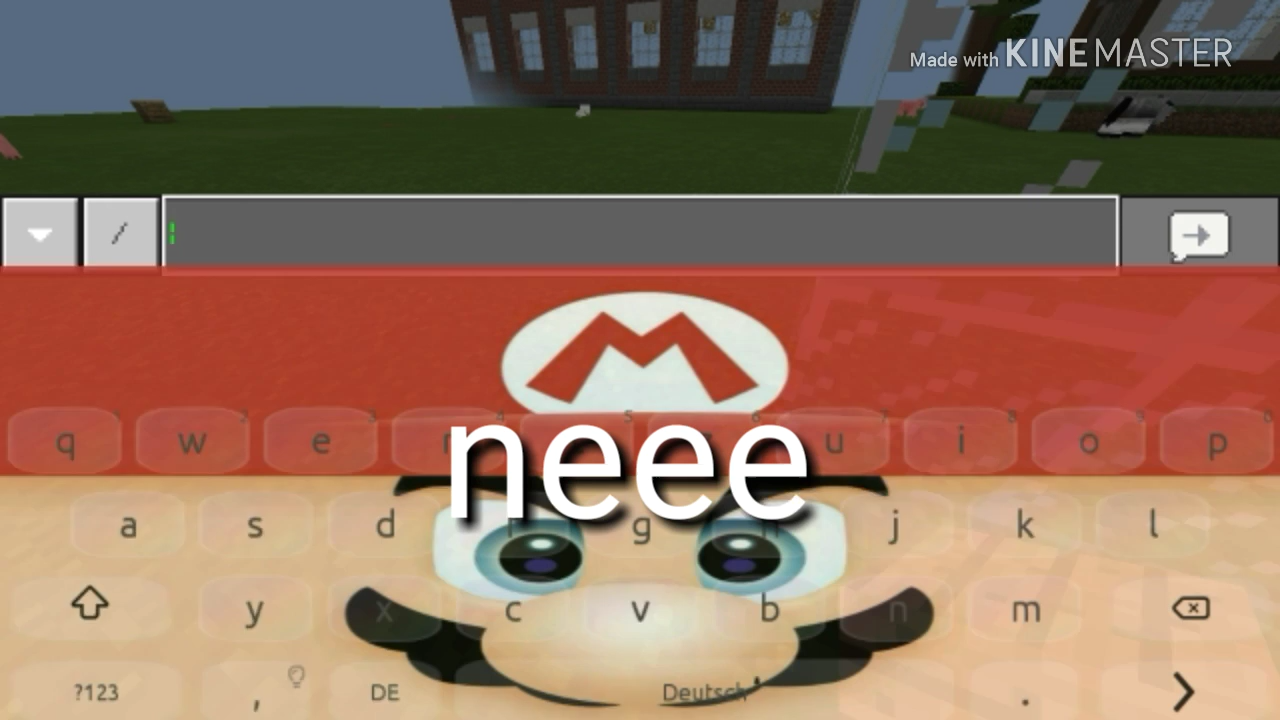 Made with KINEMASTER
/
M
q w e r u i o p
neee
a s d f g h j k l
y x c v b n m
?123 , DE Deutsch .